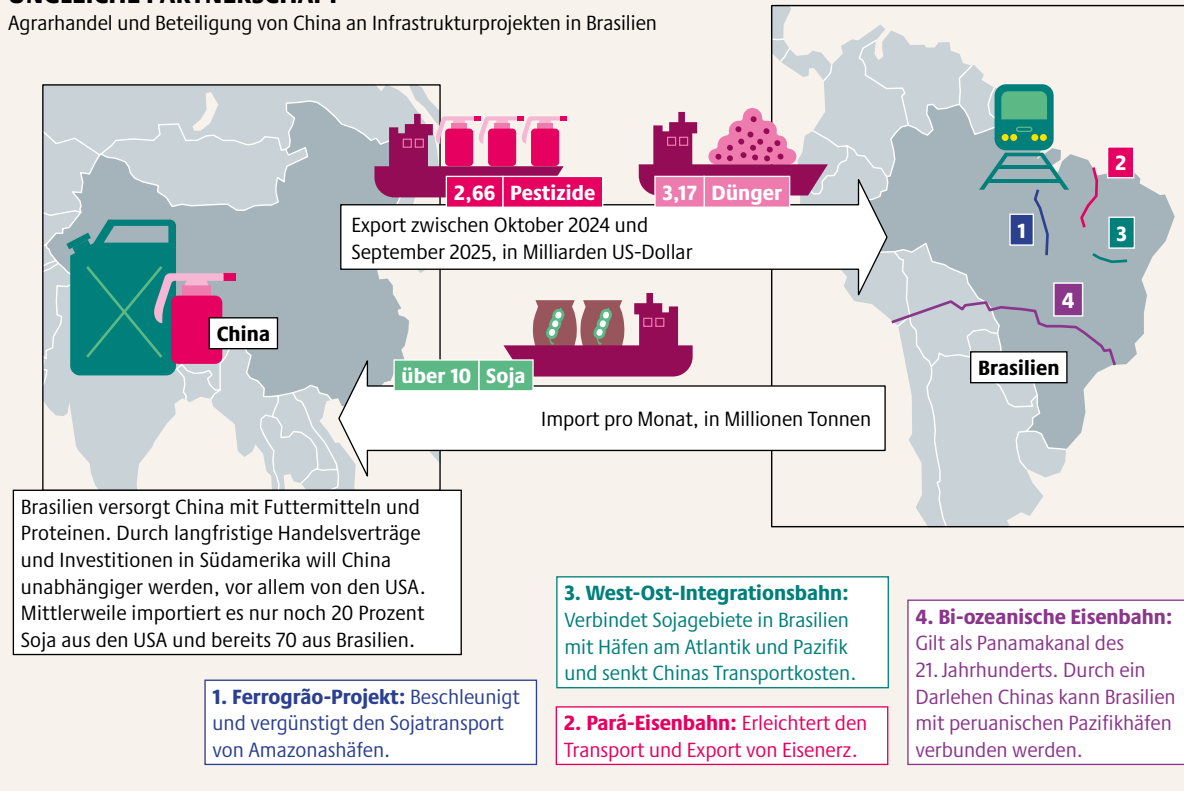 UNGLEICHE PARTNERSCHAFT
Agrarhandel und Beteiligung von China an Infrastrukturprojekten in Brasilien
2,66 Pestizide
3,17 Dünger
Export zwischen Oktober 2024 und
September 2025, in Milliarden US-Dollar
China
über 10 Soja
Import pro Monat, in Millionen Tonnen
1
2
3
4
Brasilien
Brasilien versorgt China mit Futtermitteln und
Proteinen. Durch langfristige Handelsverträge
und Investitionen in Südamerika will China
unabhängiger werden, vor allem von den USA.
Mittlerweile importiert es nur noch 20 Prozent
Soja aus den USA und bereits 70 aus Brasilien.
1. Ferrogrão-Projekt: Beschleunigt
und vergünstigt den Sojatransport
von Amazonashäfen.
3. West-Ost-Integrationsbahn:
Verbindet Sojagebiete in Brasilien
mit Häfen am Atlantik und Pazifik
und senkt Chinas Transportkosten.
2. Pará-Eisenbahn: Erleichtert den
Transport und Export von Eisenerz.
4. Bi-ozeanische Eisenbahn:
Gilt als Panamakanal des
21. Jahrhunderts. Durch ein
Darlehen Chinas kann Brasilien
mit peruanischen Pazifikhäfen
verbunden werden.